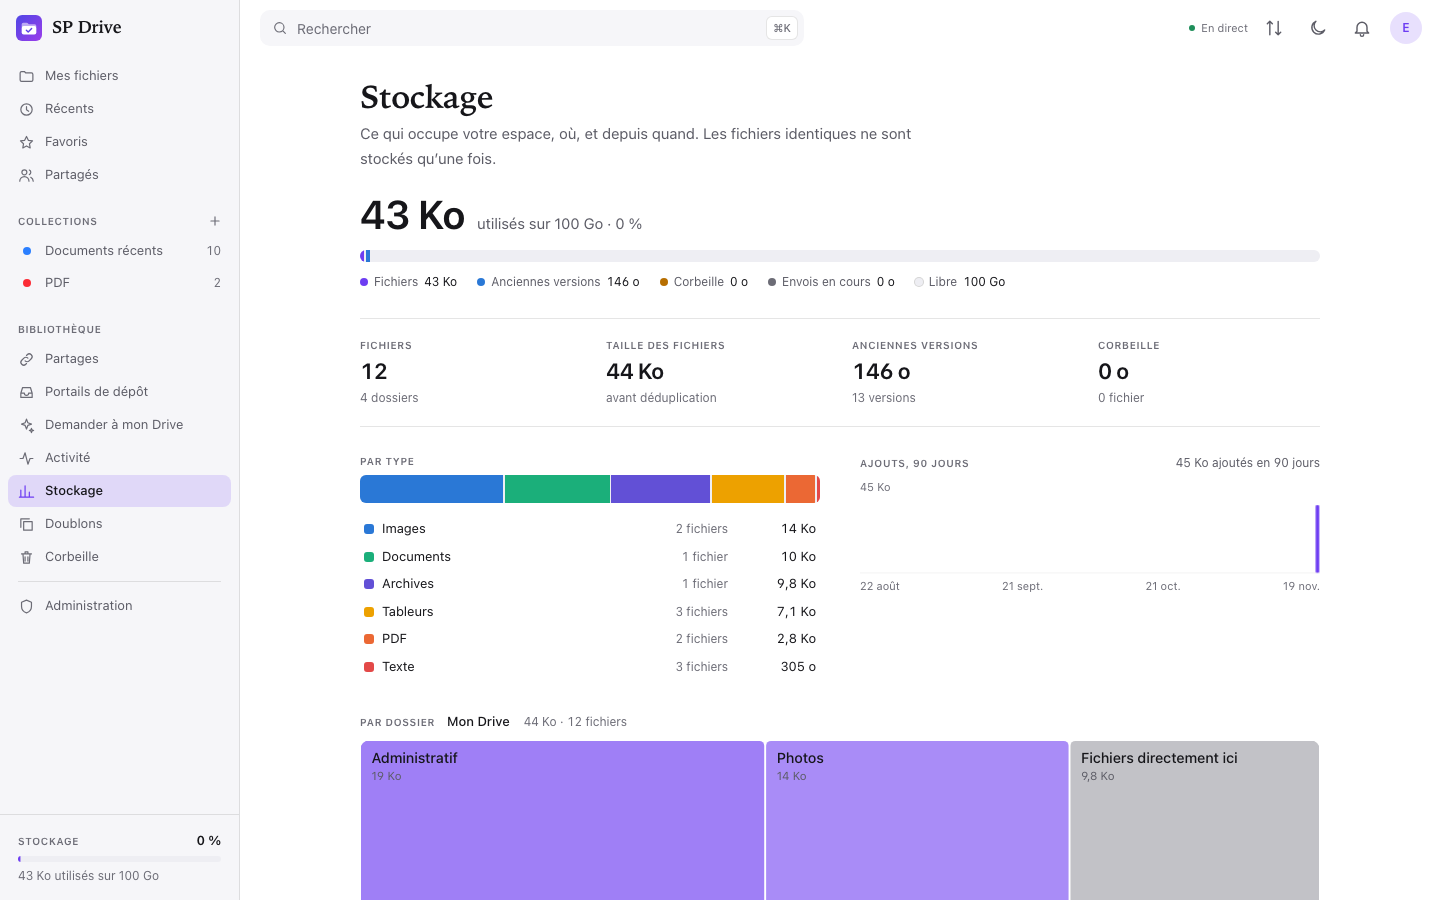 SP Drive
Rechercher
⌘K
En direct
E
Mes fichiers
Récents
Favoris
Partagés
COLLECTIONS
Documents récents 10
PDF 2
BIBLIOTHÈQUE
Partages
Portails de dépôt
Demander à mon Drive
Activité
Stockage
Doublons
Corbeille
Administration
STOCKAGE 0 %
43 Ko utilisés sur 100 Go
Stockage
Ce qui occupe votre espace, où, et depuis quand. Les fichiers identiques ne sont
stockés qu’une fois.
43 Ko utilisés sur 100 Go · 0 %
Fichiers 43 Ko Anciennes versions 146 o Corbeille 0 o Envois en cours 0 o Libre 100 Go
FICHIERS
12
4 dossiers
TAILLE DES FICHIERS
44 Ko
avant déduplication
ANCIENNES VERSIONS
146 o
13 versions
CORBEILLE
0 o
0 fichier
PAR TYPE
Images 2 fichiers 14 Ko
Documents 1 fichier 10 Ko
Archives 1 fichier 9,8 Ko
Tableurs 3 fichiers 7,1 Ko
PDF 2 fichiers 2,8 Ko
Texte 3 fichiers 305 o
AJOUTS, 90 JOURS 45 Ko ajoutés en 90 jours
45 Ko
22 août 21 sept. 21 oct. 19 nov.
PAR DOSSIER Mon Drive 44 Ko · 12 fichiers
Administratif
19 Ko
Photos
14 Ko
Fichiers directement ici
9,8 Ko